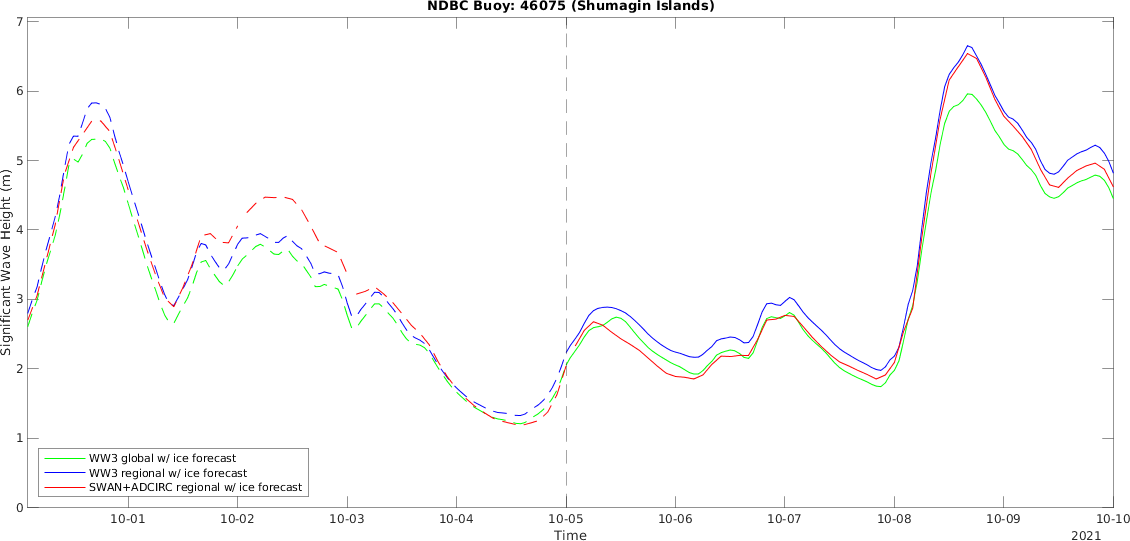 NDBC Buoy: 46075 (Shumagin Islands)
7
6
5
4
3
2
1
0
Significant Wave Height (m)
WW3 global w/ ice forecast
WW3 regional w/ ice forecast
SWAN+ADCIRC regional w/ ice forecast
10-01 10-02 10-03 10-04 10-05 10-06 10-07 10-08 10-09 10-10
Time
2021